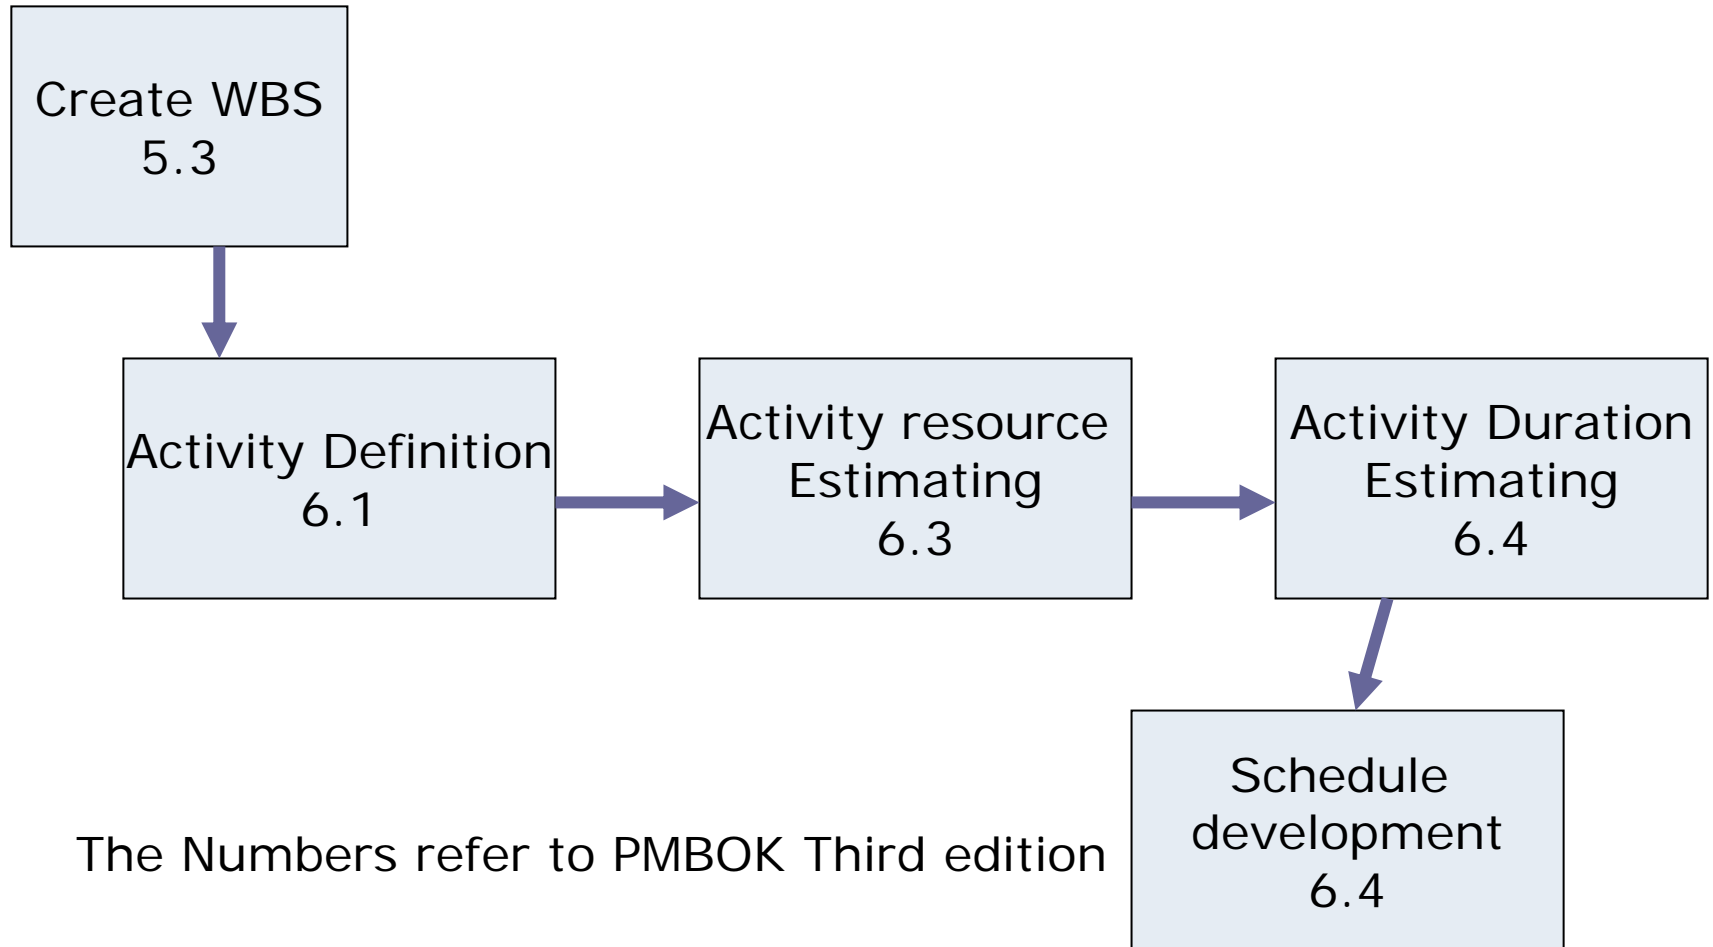 Create WBS
5.3
Activity Definition
6.1
Activity resource
Estimating
6.3
Activity Duration
Estimating
6.4
Schedule
development
6.4
The Numbers refer to PMBOK Third edition